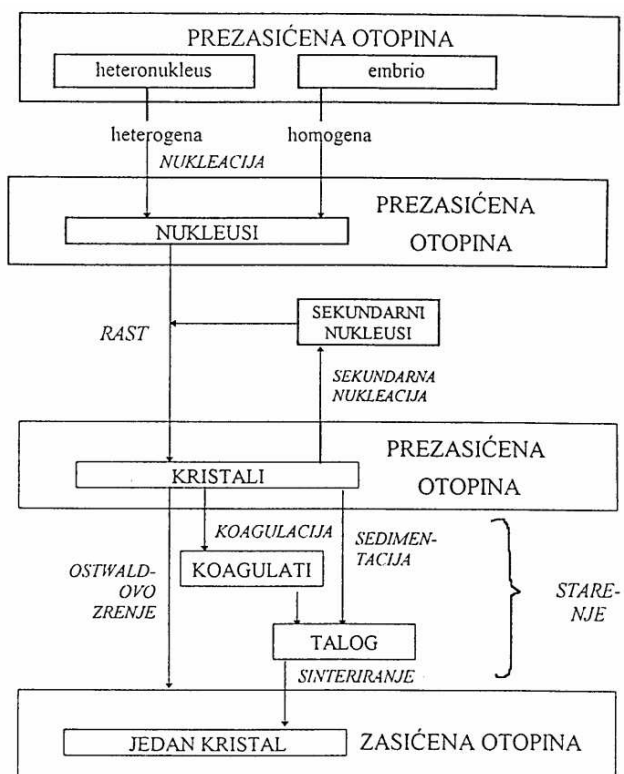 PREZASIĆENA OTOPINA
heteronukleus
embrio
heterogena
homogena
NUKLEACIJA
PREZASIĆENA
OTOPINA
NUKLEUSI
SEKUNDARNI
NUKLEUSI
RAST
SEKUNDARNA
NUKLEACIJA
PREZASIĆENA
OTOPINA
KRISTALI
KOAGULACIJA
SEDIMEN-
TACIJA
KOAGULATI
OSTWALD-
OVO
ZRENJE
STARE-
NJE
TALOG
SINTERIRANJE
JEDAN KRISTAL
ZASIĆENA OTOPINA